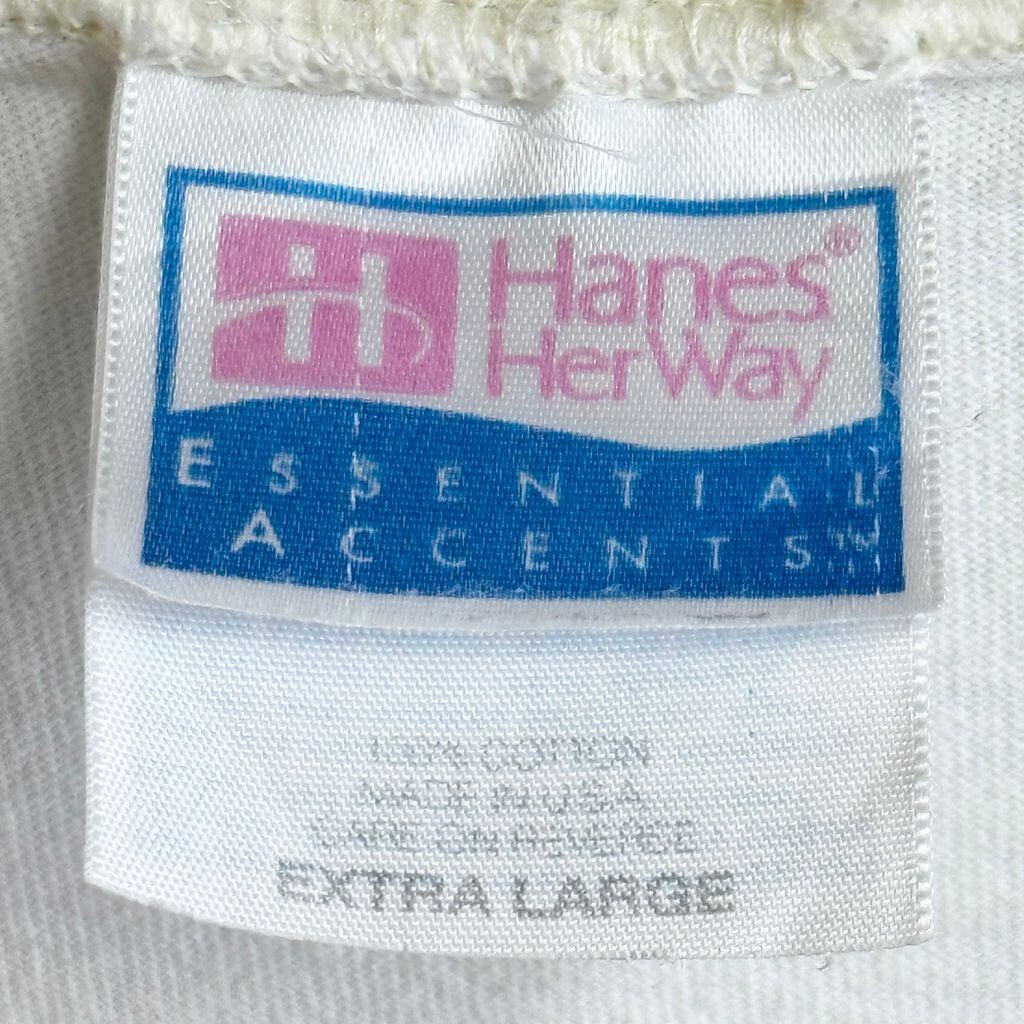 Hanes®
HerWay
ESSENTIAL
ACCENTS™
100% COTTON
MADE IN U.S.A.
CARE ON REVERSE
EXTRA LARGE